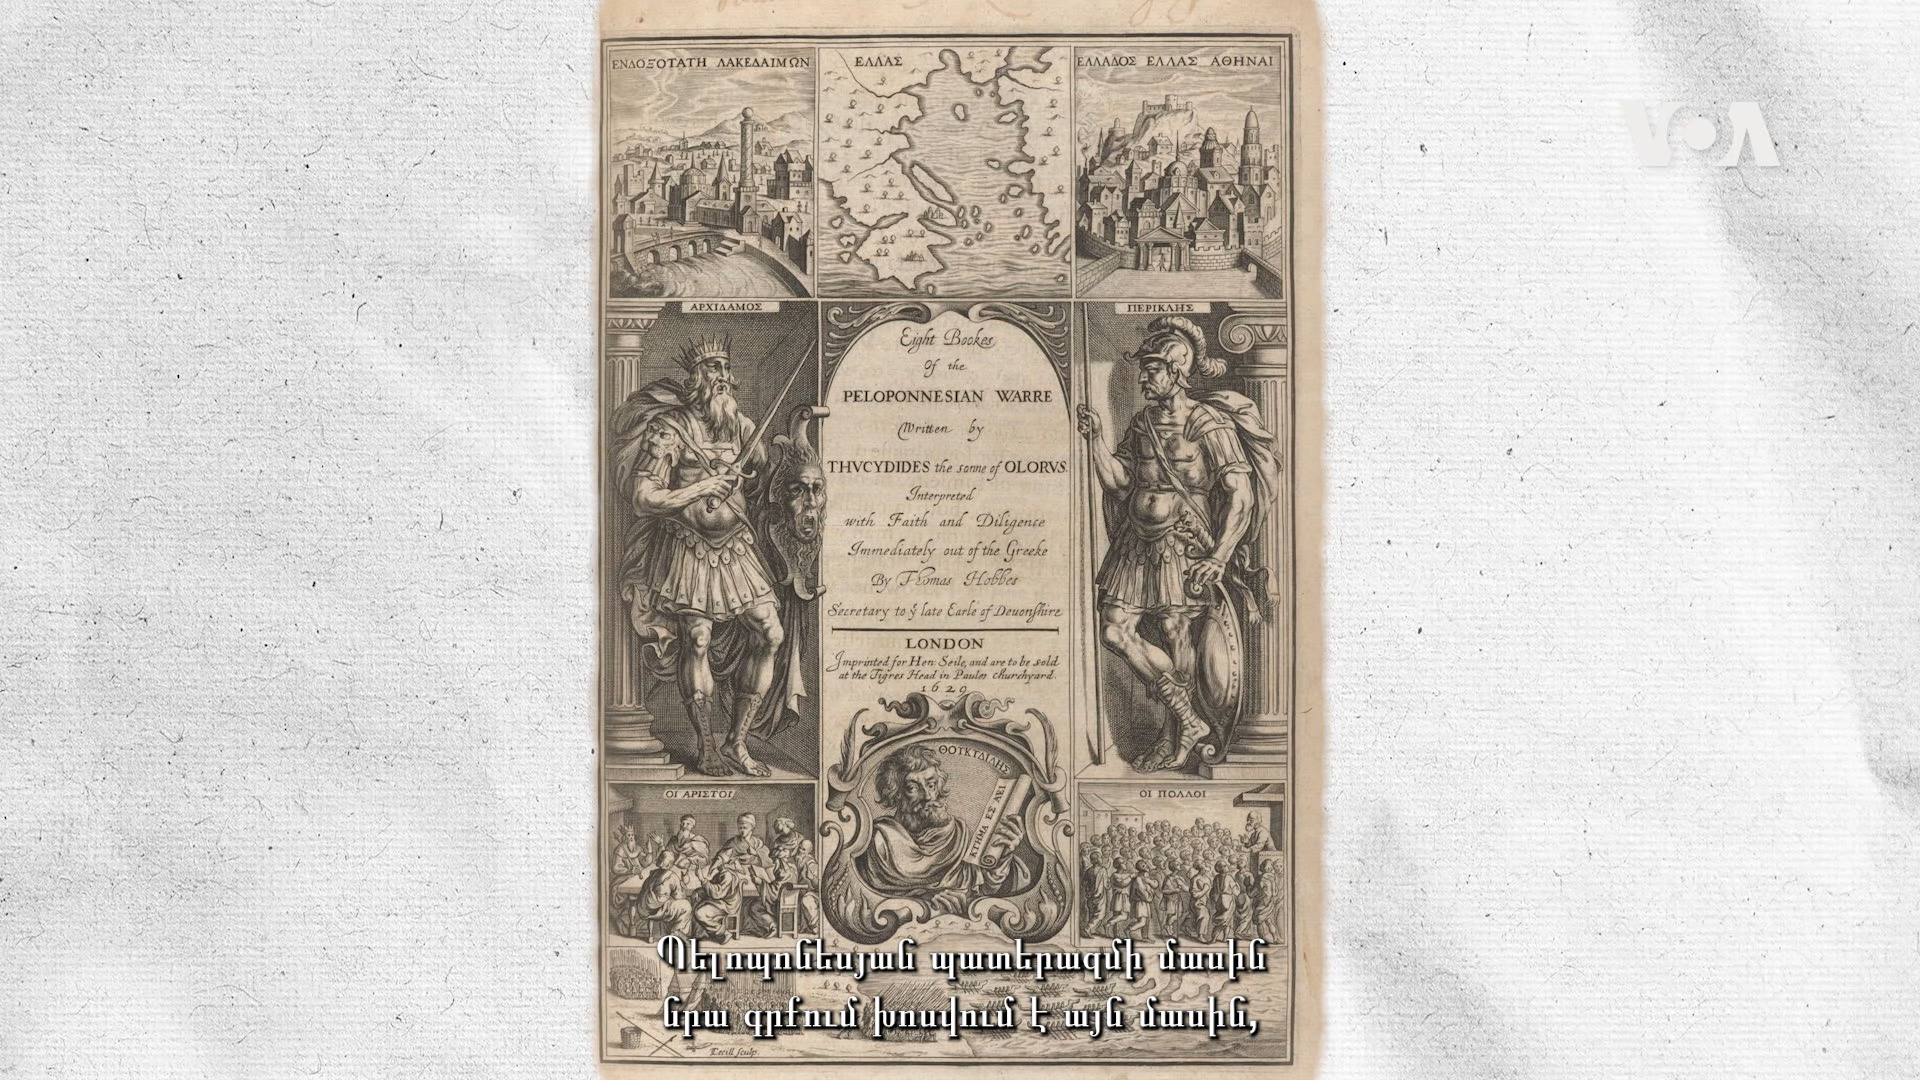 ΕΝΔΟΞΟΤΑΤΗ ΛΑΚΕΔΑΙΜΩΝ
ΕΛΛΑΣ
ΕΛΛΑΔΟΣ ΕΛΛΑΣ ΑΘΗΝΑΙ
VOA
ΑΡΧΙΔΑΜΟΣ
ΠΕΡΙΚΛΗΣ
Eight Bookes
Of the
PELOPONNESIAN WARRE
Written by
THVCYDIDES the sonne of OLORVS.
Interpreted
with Faith and Diligence
Immediately out of the Greeke
By Thomas Hobbes
Secretary to ỹ late Earle of Deuonshire
LONDON
Imprinted for Hen: Seile, and are to be sold
at the Tigres Head in Paules churchyard.
1629
ΘΟΥΚΥΔΙΔΗΣ
ΚΤΗΜΑ ΕΣ ΑΕΙ
ΟΙ ΑΡΙΣΤΟΙ
ΟΙ ΠΟΛΛΟΙ
Պելոպոնեսյան պատերազմի մասին
նրա գրքում խոսվում է այն մասին,
Cecill sculp.